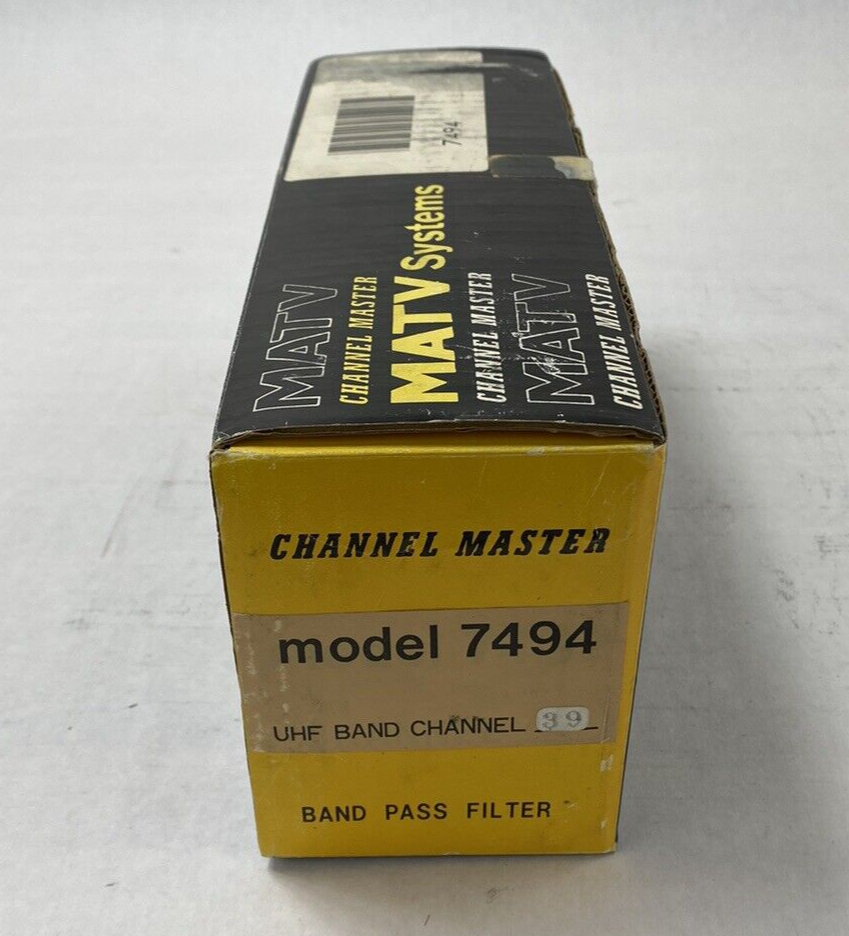 7494
MATV
CHANNEL MASTER
MATV Systems
CHANNEL MASTER
MATV
CHANNEL MASTER
CHANNEL MASTER
model 7494
UHF BAND CHANNEL 39
BAND PASS FILTER